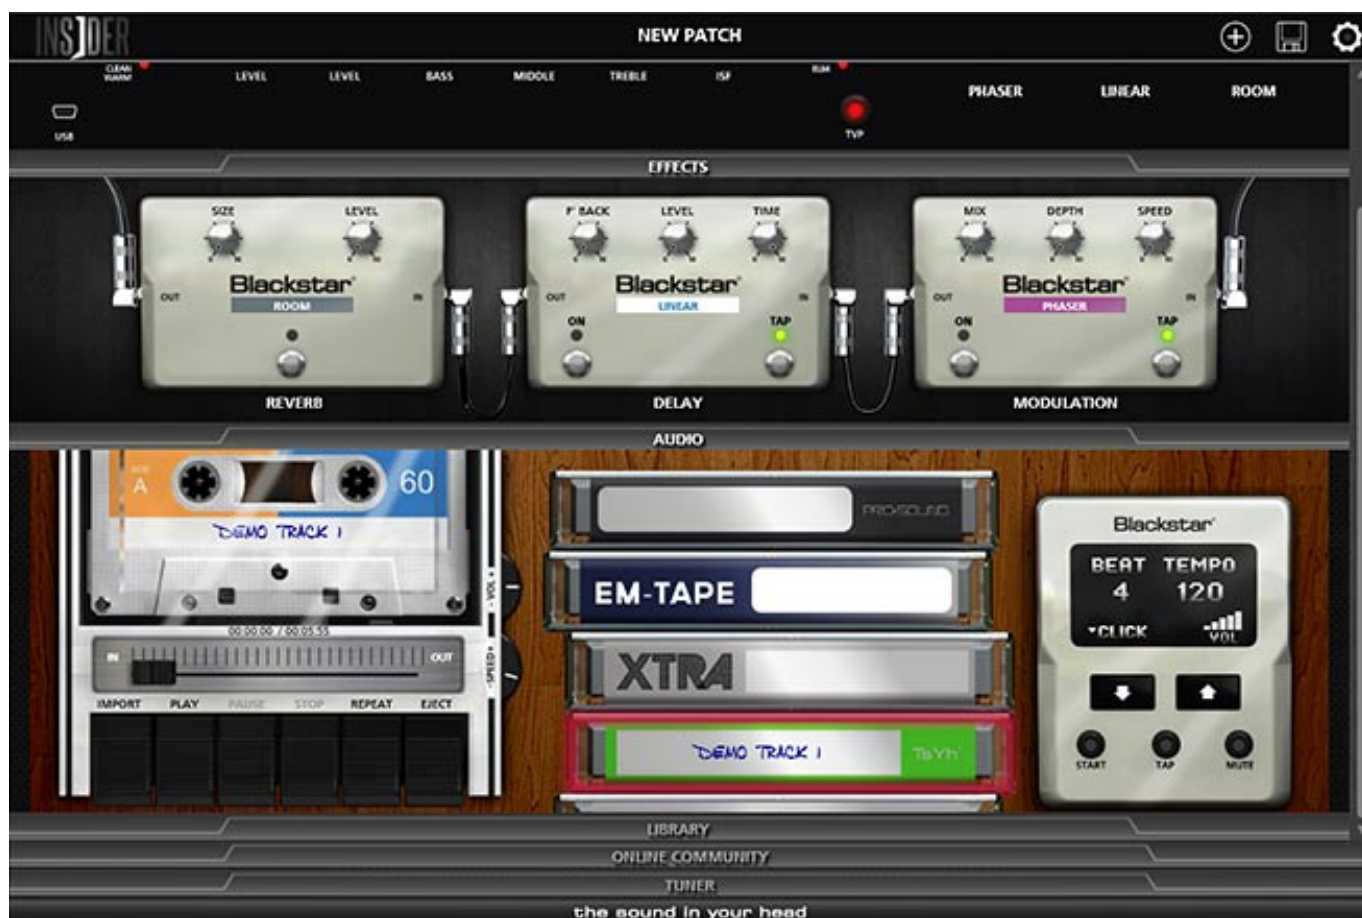 INSIDER
NEW PATCH
CLEAN WARM LEVEL LEVEL BASS MIDDLE TREBLE ISF
PHASER LINEAR ROOM
USB
TVP
EFFECTS
SIZE LEVEL
F' BACK LEVEL TIME
MIX DEPTH SPEED
Blackstar
ROOM
OUT IN
Blackstar
LINEAR
OUT IN
ON TAP
Blackstar
PHASER
OUT IN
ON TAP
REVERB
DELAY
MODULATION
AUDIO
A
60
DEMO TRACK 1
- VOL +
00:00.00 / 00:05.55
- SPEED +
IN OUT
IMPORT PLAY PAUSE STOP REPEAT EJECT
PRO/SOUND
EM-TAPE
XTRA
DEMO TRACK 1
Blackstar
BEAT TEMPO
4 120
CLICK VOL
START TAP MUTE
LIBRARY
ONLINE COMMUNITY
TUNER
the sound in your head